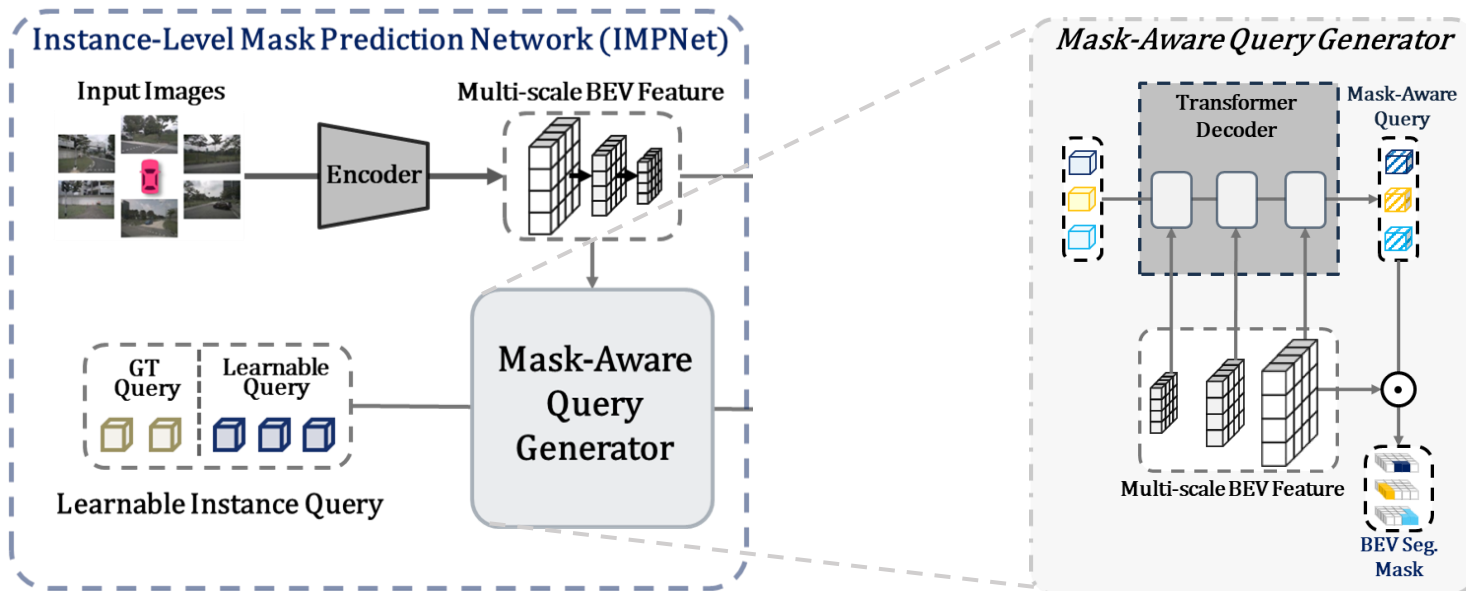 Instance-Level Mask Prediction Network (IMPNet)
Input Images
Multi-scale BEV Feature
Encoder
GT
Query
Learnable
Query
Learnable Instance Query
Mask-Aware
Query
Generator
Mask-Aware Query Generator
Transformer
Decoder
Mask-Aware
Query
Multi-scale BEV Feature
BEV Seg.
Mask